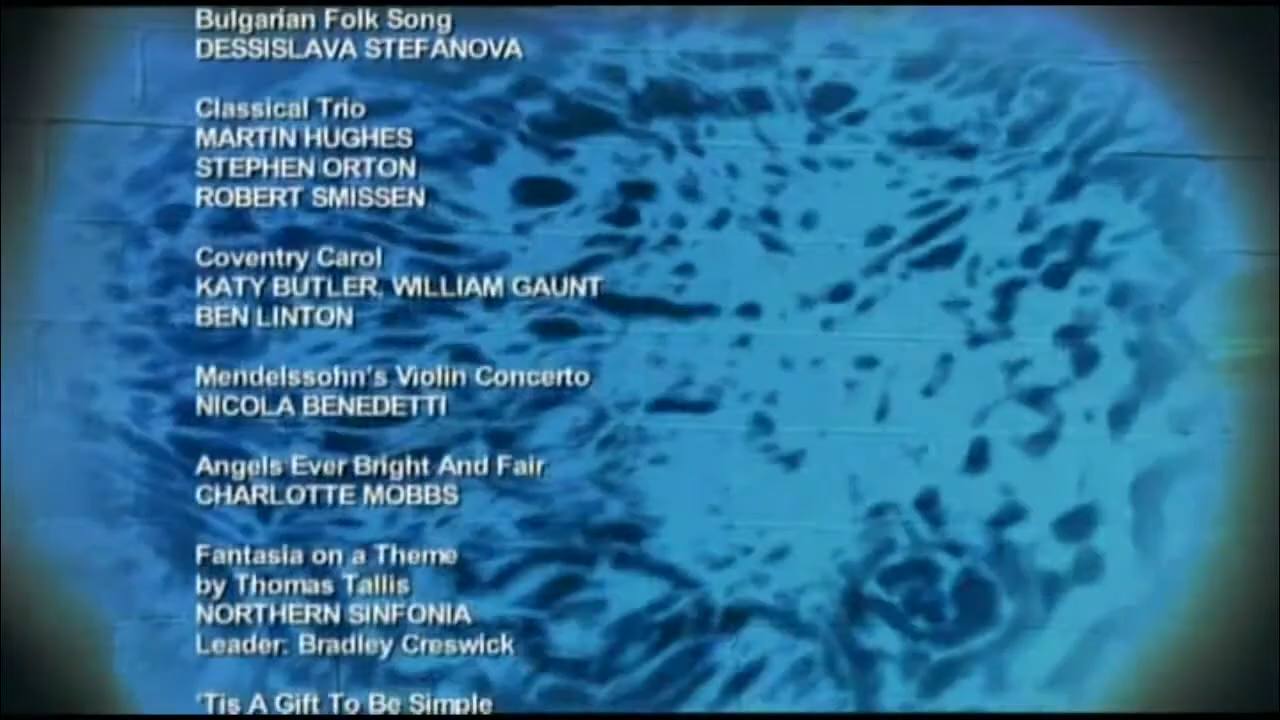 Bulgarian Folk Song
DESSISLAVA STEFANOVA
Classical Trio
MARTIN HUGHES
STEPHEN ORTON
ROBERT SMISSEN
Coventry Carol
KATY BUTLER, WILLIAM GAUNT
BEN LINTON
Mendelssohn's Violin Concerto
NICOLA BENEDETTI
Angels Ever Bright And Fair
CHARLOTTE MOBBS
Fantasia on a Theme
by Thomas Tallis
NORTHERN SINFONIA
Leader: Bradley Creswick
'Tis A Gift To Be Simple